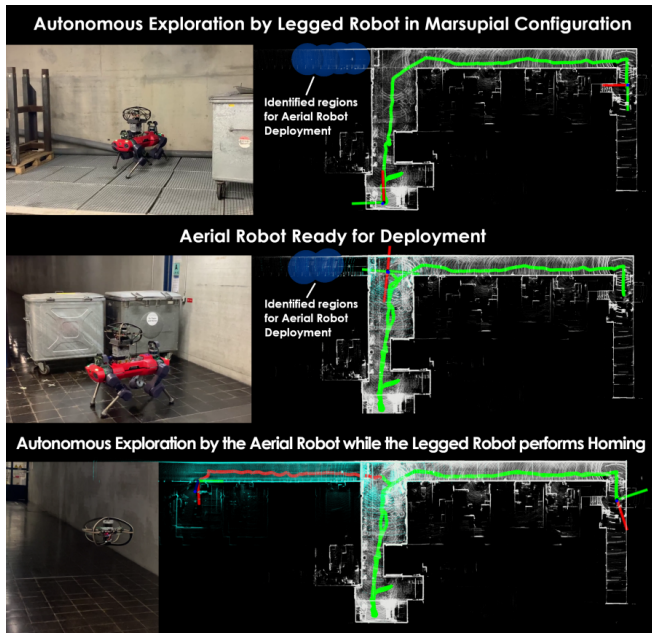 Autonomous Exploration by Legged Robot in Marsupial Configuration
Identified regions
for Aerial Robot
Deployment
Aerial Robot Ready for Deployment
Identified regions
for Aerial Robot
Deployment
Autonomous Exploration by the Aerial Robot while the Legged Robot performs Homing